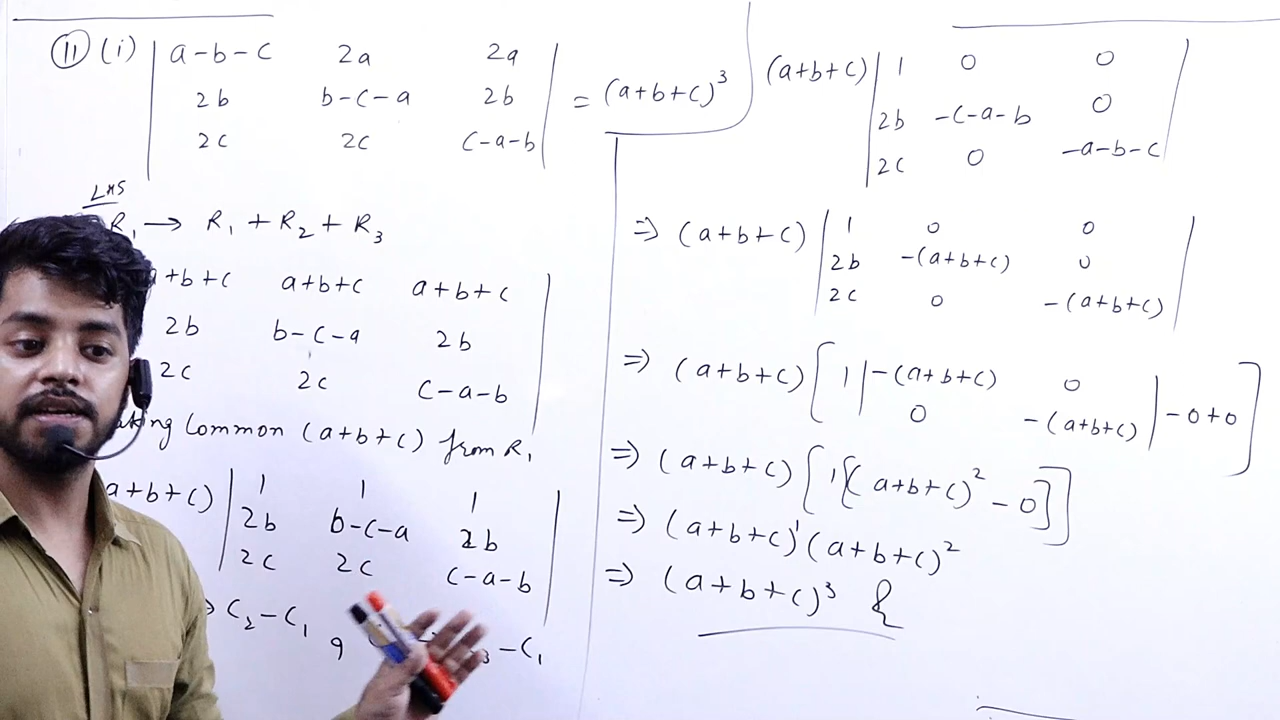 (11) (i) | a-b-c 2a 2a |
| 2b b-c-a 2b | = (a+b+c)³
| 2c 2c c-a-b |
LHS
R₁ → R₁ + R₂ + R₃
a+b+c a+b+c a+b+c |
2b b-c-a 2b |
2c 2c c-a-b |
Common (a+b+c) from R₁
a+b+c) | 1 1 1 |
| 2b b-c-a 2b |
| 2c 2c c-a-b |
C₂-C₁ , ₃-C₁
(a+b+c) | 1 0 0 |
| 2b -c-a-b 0 |
| 2c 0 -a-b-c |
⇒ (a+b+c) | 1 0 0 |
| 2b -(a+b+c) 0 |
| 2c 0 -(a+b+c) |
⇒ (a+b+c) [ 1 | -(a+b+c) 0 | -0+0 ]
| 0 -(a+b+c) |
⇒ (a+b+c) [ 1{(a+b+c)² - 0} ]
⇒ (a+b+c)¹ (a+b+c)²
⇒ (a+b+c)³